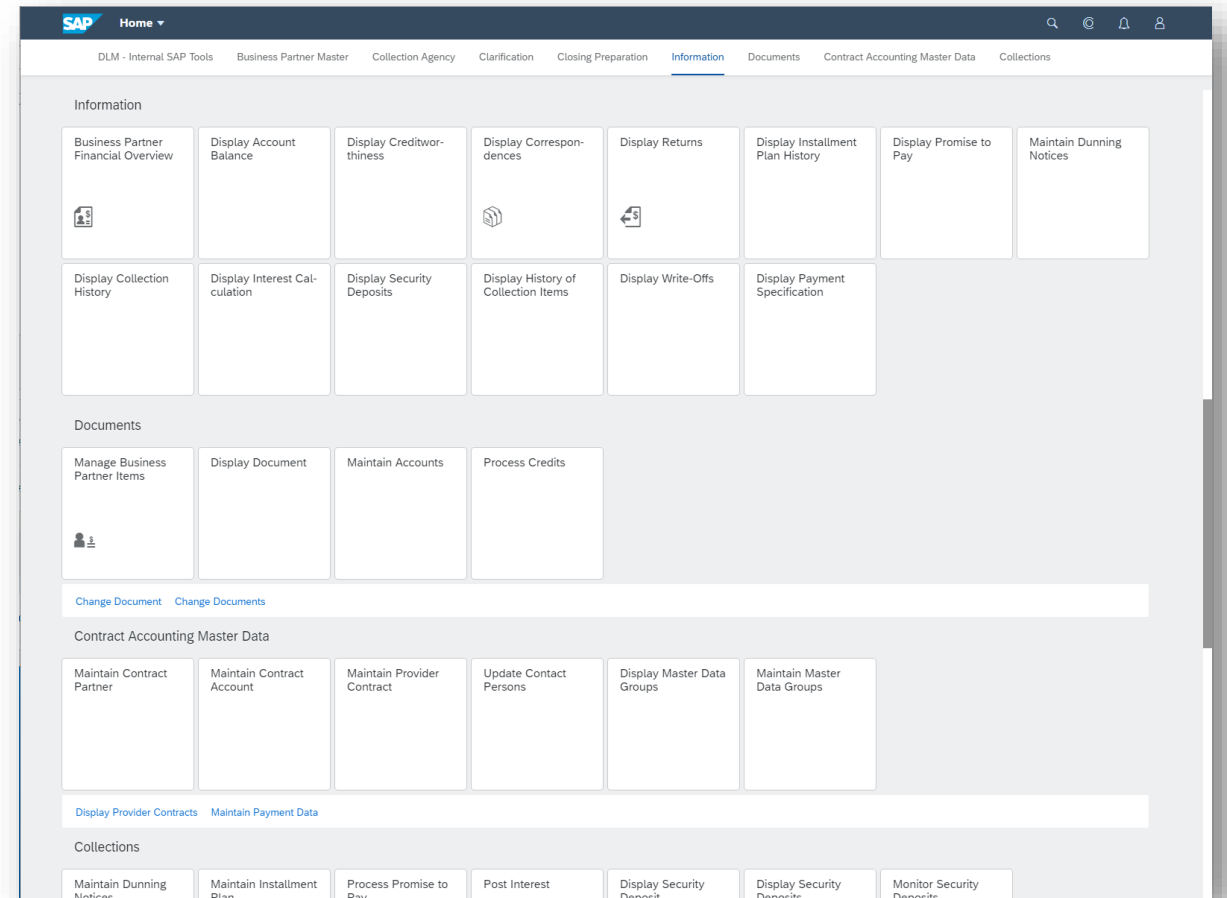 SAP Home
DLM - Internal SAP Tools Business Partner Master Collection Agency Clarification Closing Preparation Information Documents Contract Accounting Master Data Collections
Information
Business Partner
Financial Overview
Display Account
Balance
Display Creditwor-
thiness
Display Correspon-
dences
Display Returns
Display Installment
Plan History
Display Promise to
Pay
Maintain Dunning
Notices
Display Collection
History
Display Interest Cal-
culation
Display Security
Deposits
Display History of
Collection Items
Display Write-Offs
Display Payment
Specification
Documents
Manage Business
Partner Items
Display Document
Maintain Accounts
Process Credits
Change Document Change Documents
Contract Accounting Master Data
Maintain Contract
Partner
Maintain Contract
Account
Maintain Provider
Contract
Update Contact
Persons
Display Master Data
Groups
Maintain Master
Data Groups
Display Provider Contracts Maintain Payment Data
Collections
Maintain Dunning
Notices
Maintain Installment
Plan
Process Promise to
Pay
Post Interest
Display Security
Deposit
Display Security
Deposits
Monitor Security
Deposits